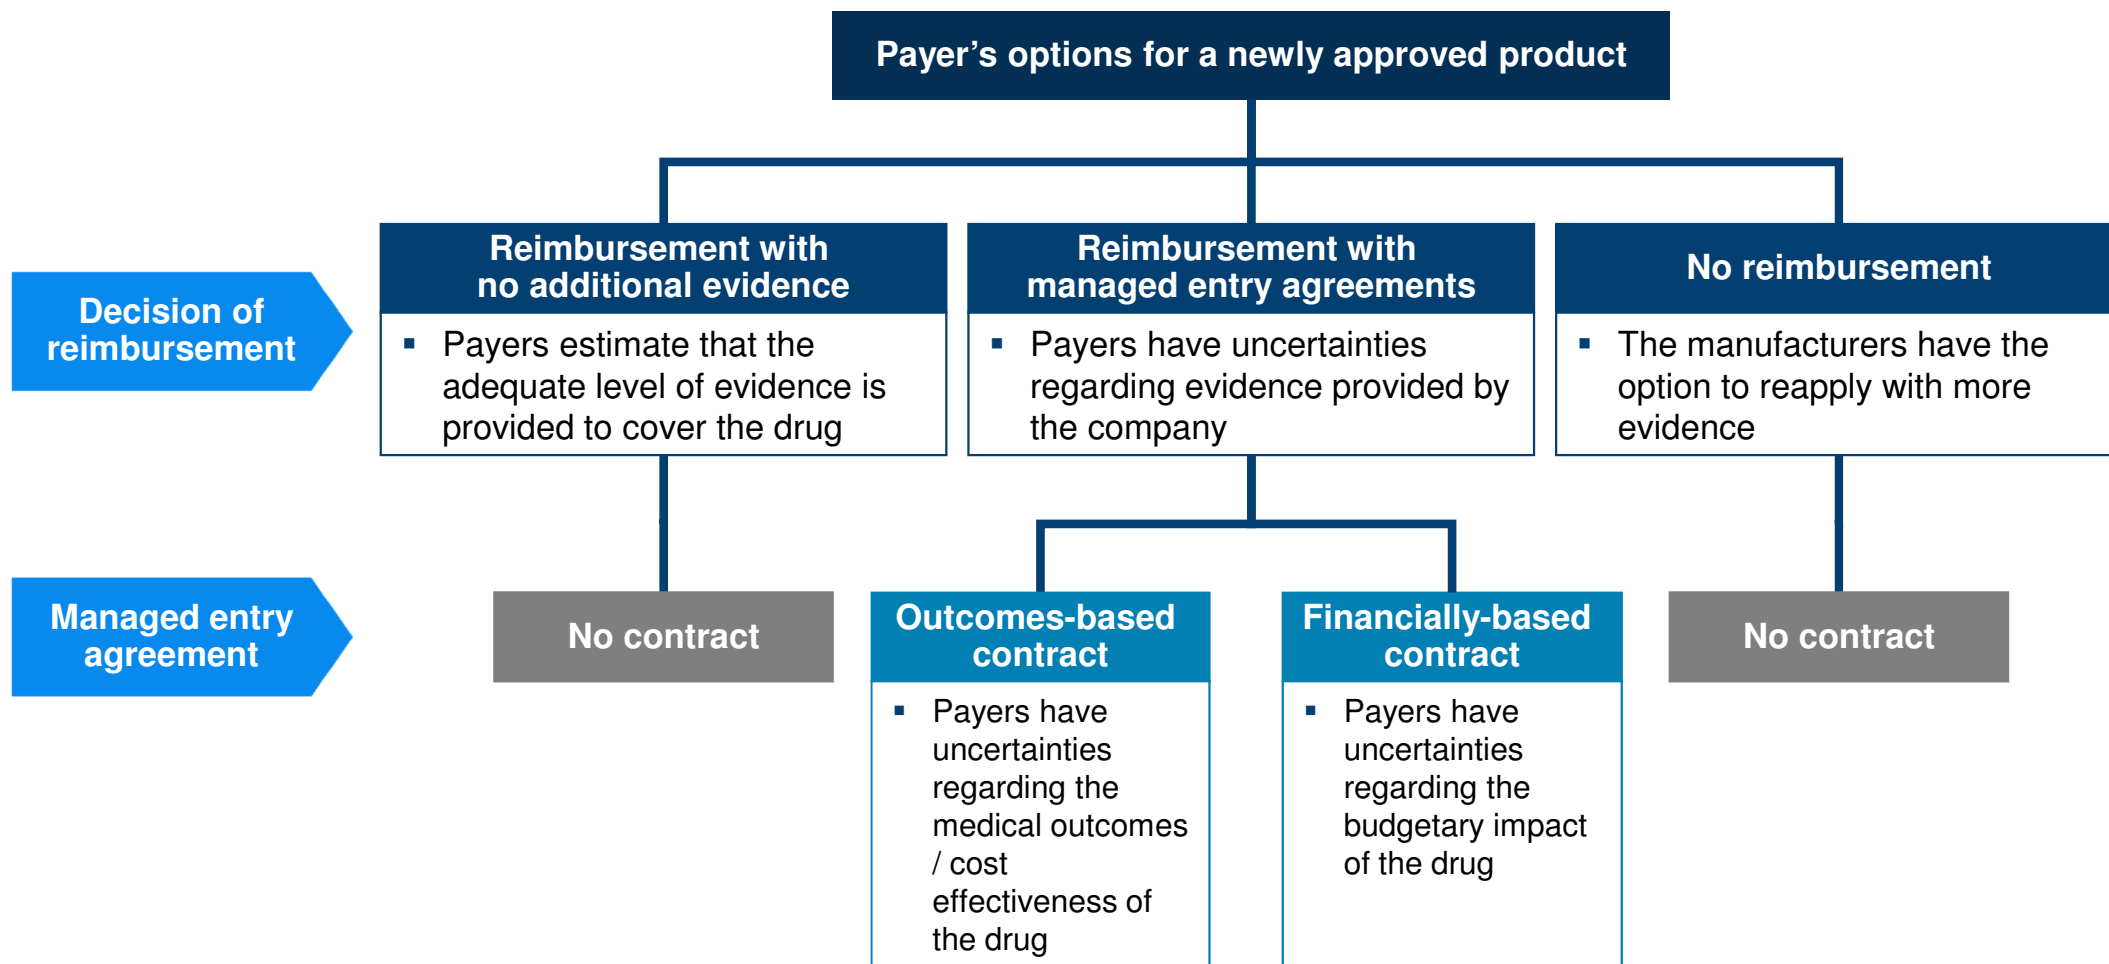 Payer’s options for a newly approved product
Decision of
reimbursement
Reimbursement with
no additional evidence
▪ Payers estimate that the
adequate level of evidence is
provided to cover the drug
Reimbursement with
managed entry agreements
▪ Payers have uncertainties
regarding evidence provided by
the company
No reimbursement
▪ The manufacturers have the
option to reapply with more
evidence
Managed entry
agreement
No contract
Outcomes-based
contract
▪ Payers have
uncertainties
regarding the
medical outcomes
/ cost
effectiveness of
the drug
Financially-based
contract
▪ Payers have
uncertainties
regarding the
budgetary impact
of the drug
No contract